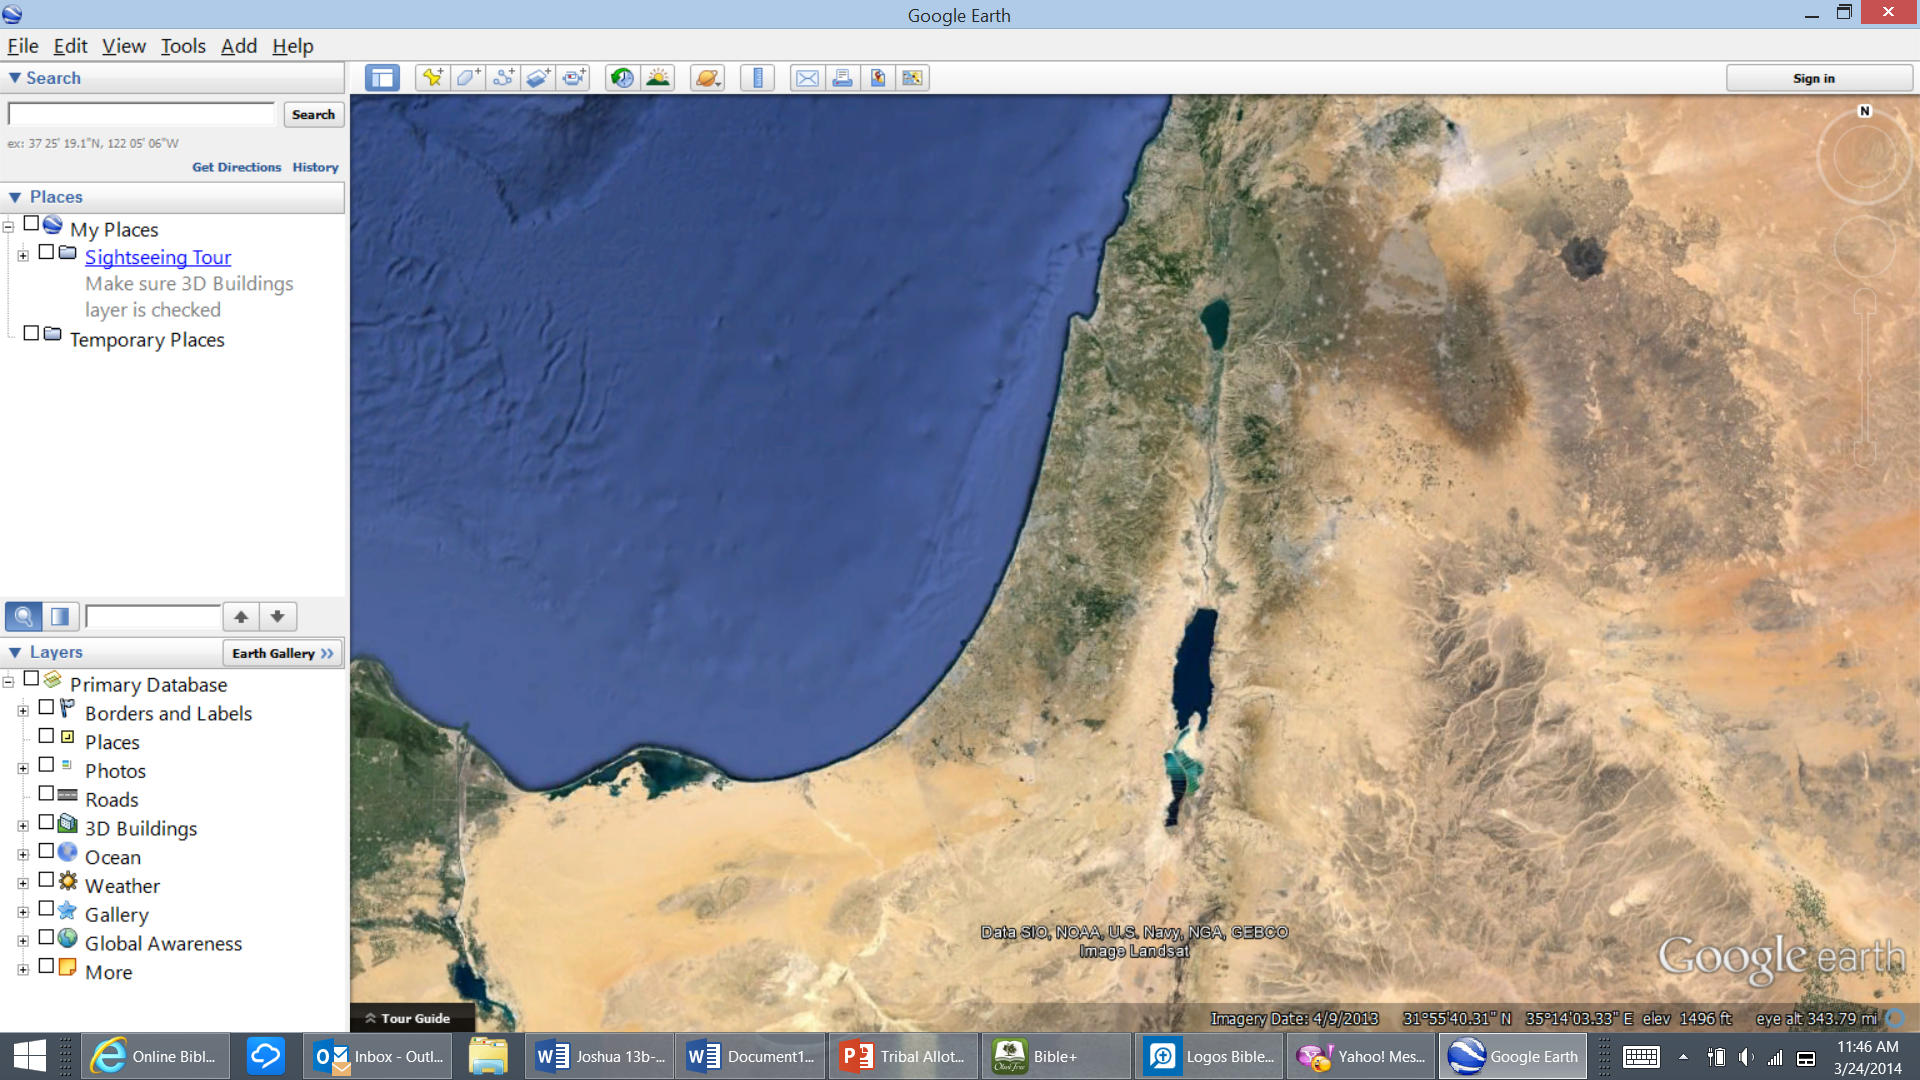 Google Earth
File Edit View Tools Add Help
Search
Search
ex: 37 25' 19.1"N, 122 05' 06"W
Get Directions History
Places
My Places
Sightseeing Tour
Make sure 3D Buildings
layer is checked
Temporary Places
Layers
Earth Gallery >>
Primary Database
Borders and Labels
Places
Photos
Roads
3D Buildings
Ocean
Weather
Gallery
Global Awareness
More
Sign in
N
Data SIO, NOAA, U.S. Navy, NGA, GEBCO
Image Landsat
Google earth
Tour Guide
Imagery Date: 4/9/2013 31°55'40.31" N 35°14'03.33" E elev 1496 ft eye alt 343.79 mi
Online Bibl...
Inbox - Outl...
Joshua 13b-...
Document1...
Tribal Allot...
Bible+
Logos Bible...
Yahoo! Mes...
Google Earth
11:46 AM
3/24/2014